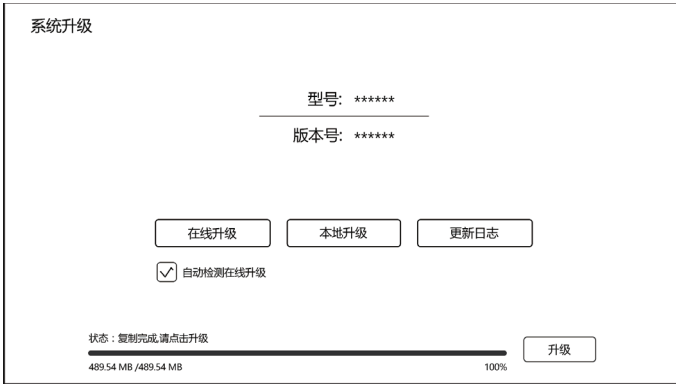 系统升级
型号: ******
版本号: ******
在线升级 本地升级 更新日志
自动检测在线升级
状态：复制完成,请点击升级
升级
489.54 MB /489.54 MB 100%